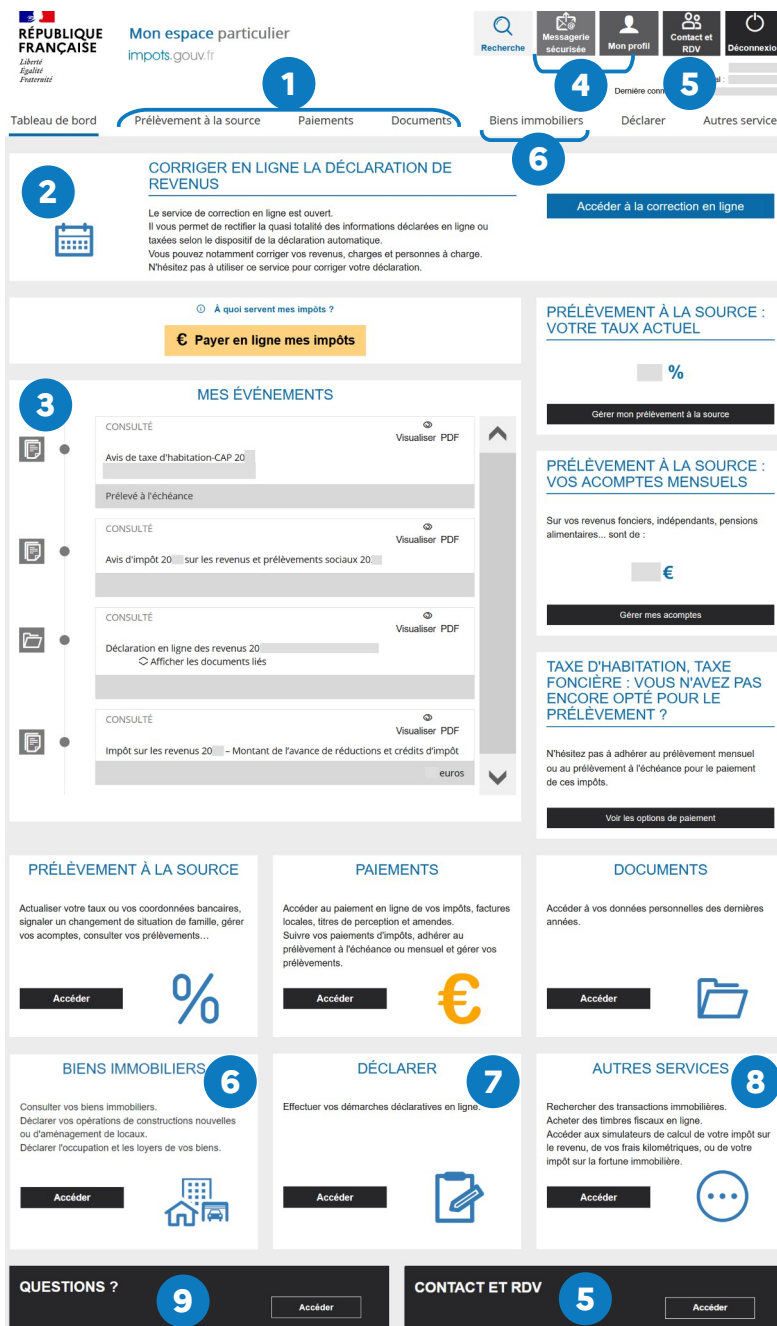 RÉPUBLIQUE
FRANÇAISE
Liberté
Égalité
Fraternité
Mon espace particulier
impots.gouv.fr
Recherche
Messagerie
sécurisée
Mon profil
Contact et
RDV
Déconnexio
1
4
5
al :
Dernière conn
Tableau de bord
Prélèvement à la source
Paiements
Documents
Biens immobiliers
Déclarer
Autres service
6
2
CORRIGER EN LIGNE LA DÉCLARATION DE
REVENUS
Le service de correction en ligne est ouvert.
Il vous permet de rectifier la quasi totalité des informations déclarées en ligne ou
taxées selon le dispositif de la déclaration automatique.
Vous pouvez notamment corriger vos revenus, charges et personnes à charge.
N'hésitez pas à utiliser ce service pour corriger votre déclaration.
Accéder à la correction en ligne
À quoi servent mes impôts ?
€ Payer en ligne mes impôts
3
MES ÉVÉNEMENTS
CONSULTÉ
Visualiser PDF
Avis de taxe d'habitation-CAP 20
Prélevé à l'échéance
CONSULTÉ
Visualiser PDF
Avis d'impôt 20 sur les revenus et prélèvements sociaux 20
CONSULTÉ
Visualiser PDF
Déclaration en ligne des revenus 20
Afficher les documents liés
CONSULTÉ
Visualiser PDF
Impôt sur les revenus 20 – Montant de l'avance de réductions et crédits d'impôt
euros
PRÉLÈVEMENT À LA SOURCE :
VOTRE TAUX ACTUEL
%
Gérer mon prélèvement à la source
PRÉLÈVEMENT À LA SOURCE :
VOS ACOMPTES MENSUELS
Sur vos revenus fonciers, indépendants, pensions
alimentaires... sont de :
€
Gérer mes acomptes
TAXE D'HABITATION, TAXE
FONCIÈRE : VOUS N'AVEZ PAS
ENCORE OPTÉ POUR LE
PRÉLÈVEMENT ?
N'hésitez pas à adhérer au prélèvement mensuel
ou au prélèvement à l'échéance pour le paiement
de ces impôts.
Voir les options de paiement
PRÉLÈVEMENT À LA SOURCE
Actualiser votre taux ou vos coordonnées bancaires,
signaler un changement de situation de famille, gérer
vos acomptes, consulter vos prélèvements…
Accéder
%
PAIEMENTS
Accéder au paiement en ligne de vos impôts, factures
locales, titres de perception et amendes.
Suivre vos paiements d'impôts, adhérer au
prélèvement à l'échéance ou mensuel et gérer vos
prélèvements.
Accéder
€
DOCUMENTS
Accéder à vos données personnelles des dernières
années.
Accéder
BIENS IMMOBILIERS
6
Consulter vos biens immobiliers.
Déclarer vos opérations de constructions nouvelles
ou d'aménagement de locaux.
Déclarer l'occupation et les loyers de vos biens.
Accéder
DÉCLARER
7
Effectuer vos démarches déclaratives en ligne.
Accéder
AUTRES SERVICES
8
Rechercher des transactions immobilières.
Acheter des timbres fiscaux en ligne.
Accéder aux simulateurs de calcul de votre impôt sur
le revenu, de vos frais kilométriques, ou de votre
impôt sur la fortune immobilière.
Accéder
QUESTIONS ?
9
Accéder
CONTACT ET RDV
5
Accéder